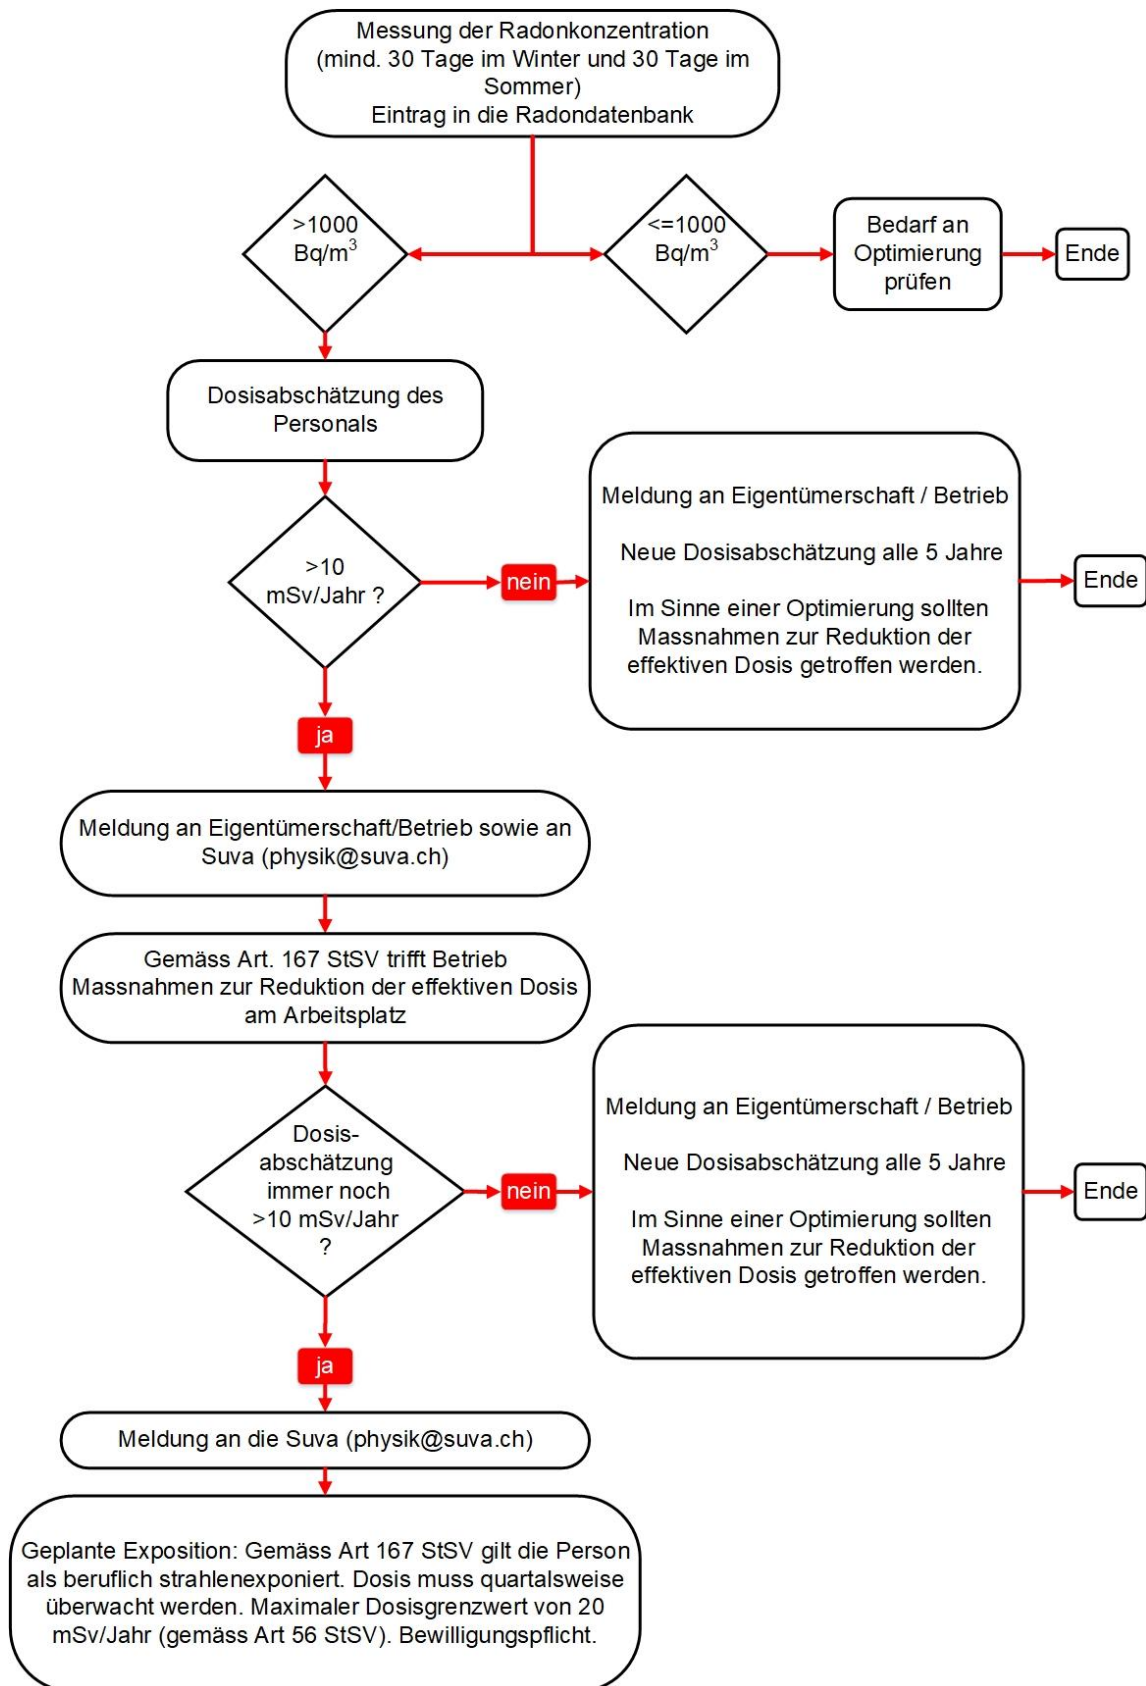 Messung der Radonkonzentration
(mind. 30 Tage im Winter und 30 Tage im
Sommer)
Eintrag in die Radondatenbank
>1000
Bq/m³
<=1000
Bq/m³
Bedarf an
Optimierung
prüfen
Ende
Dosisabschätzung des
Personals
>10
mSv/Jahr ?
nein
Meldung an Eigentümerschaft / Betrieb
Neue Dosisabschätzung alle 5 Jahre
Im Sinne einer Optimierung sollten
Massnahmen zur Reduktion der
effektiven Dosis getroffen werden.
Ende
ja
Meldung an Eigentümerschaft/Betrieb sowie an
Suva (physik@suva.ch)
Gemäss Art. 167 StSV trifft Betrieb
Massnahmen zur Reduktion der effektiven Dosis
am Arbeitsplatz
Dosis-
abschätzung
immer noch
>10 mSv/Jahr
?
nein
Meldung an Eigentümerschaft / Betrieb
Neue Dosisabschätzung alle 5 Jahre
Im Sinne einer Optimierung sollten
Massnahmen zur Reduktion der
effektiven Dosis getroffen werden.
Ende
ja
Meldung an die Suva (physik@suva.ch)
Geplante Exposition: Gemäss Art 167 StSV gilt die Person
als beruflich strahlenexponiert. Dosis muss quartalsweise
überwacht werden. Maximaler Dosisgrenzwert von 20
mSv/Jahr (gemäss Art 56 StSV). Bewilligungspflicht.